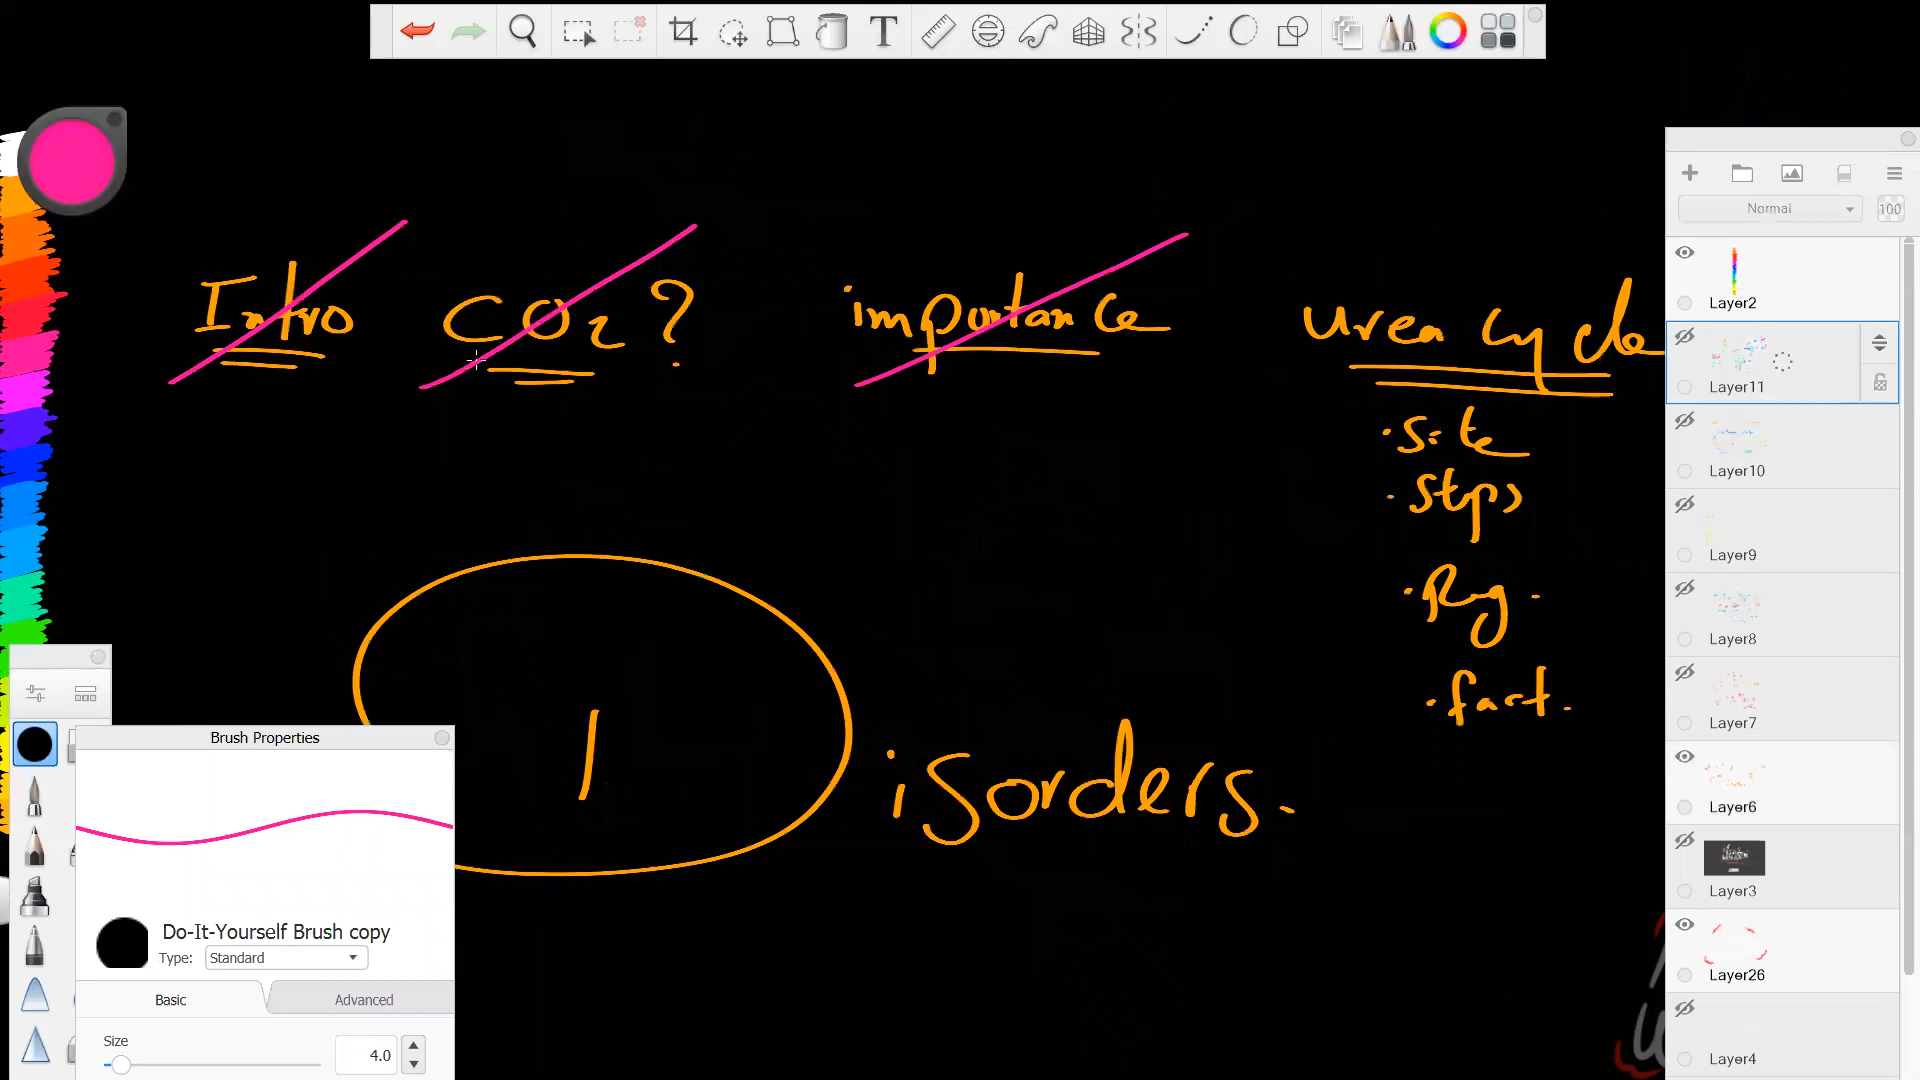 Normal
100
Layer2
Layer11
Layer10
Layer9
Layer8
Layer7
Layer6
Layer3
Layer26
Layer4
Intro CO2? importance urea cycle
. Site
. Steps
. Reg.
. fact.
isorders.
Brush Properties
Do-It-Yourself Brush copy
Type: Standard
Basic Advanced
Size
4.0